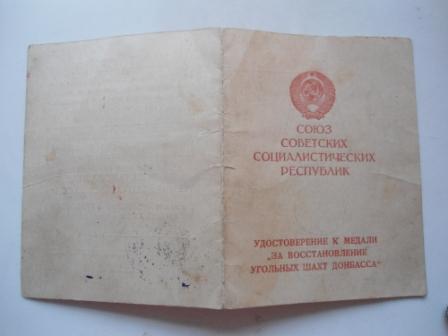 СОЮЗ
СОВЕТСКИХ
СОЦИАЛИСТИЧЕСКИХ
РЕСПУБЛИК
УДОСТОВЕРЕНИЕ К МЕДАЛИ
„ЗА ВОССТАНОВЛЕНИЕ
УГОЛЬНЫХ ШАХТ ДОНБАССА“